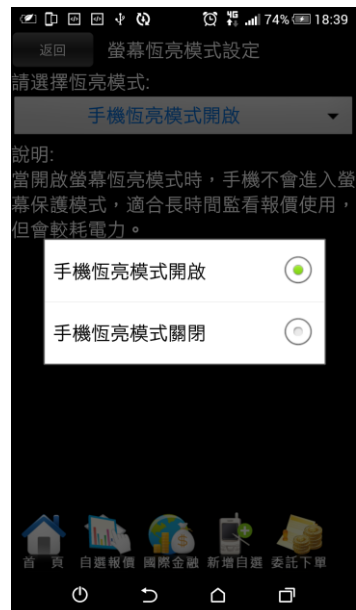 4G 74% 18:39
返回 螢幕恆亮模式設定
請選擇恆亮模式:
手機恆亮模式開啟
說明:
當開啟螢幕恆亮模式時，手機不會進入螢
幕保護模式，適合長時間監看報價使用，
但會較耗電力。
手機恆亮模式開啟
手機恆亮模式關閉
首 頁 自選報價 國際金融 新增自選 委託下單